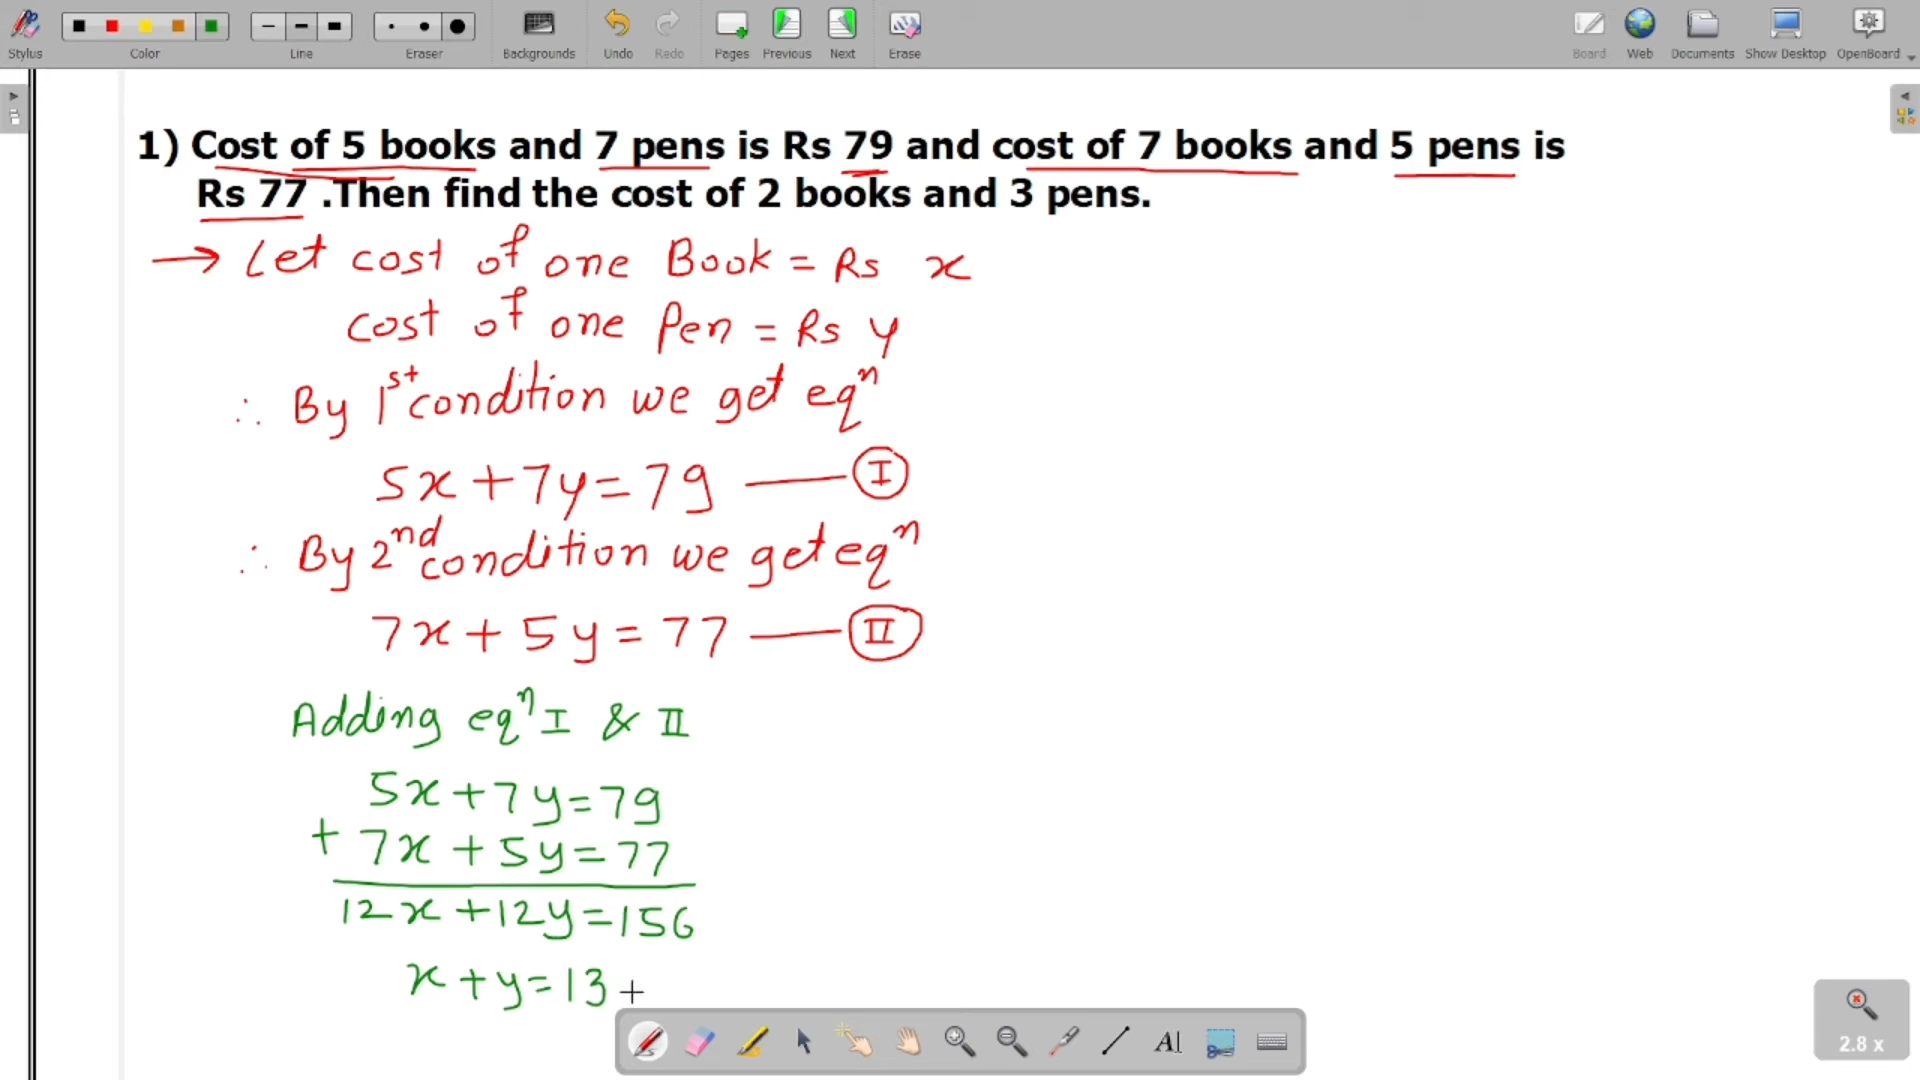 Stylus Color Line Eraser Backgrounds Undo Redo Pages Previous Next Erase Board Web Documents Show Desktop OpenBoard
1) Cost of 5 books and 7 pens is Rs 79 and cost of 7 books and 5 pens is
Rs 77 .Then find the cost of 2 books and 3 pens.
→ Let cost of one Book = Rs x
cost of one Pen = Rs y
∴ By 1st condition we get eqn
5x + 7y = 79 —— I
∴ By 2nd condition we get eqn
7x + 5y = 77 —— II
Adding eqn I & II
5x + 7y = 79
+ 7x + 5y = 77
12x + 12y = 156
x + y = 13
AI
2.8 x